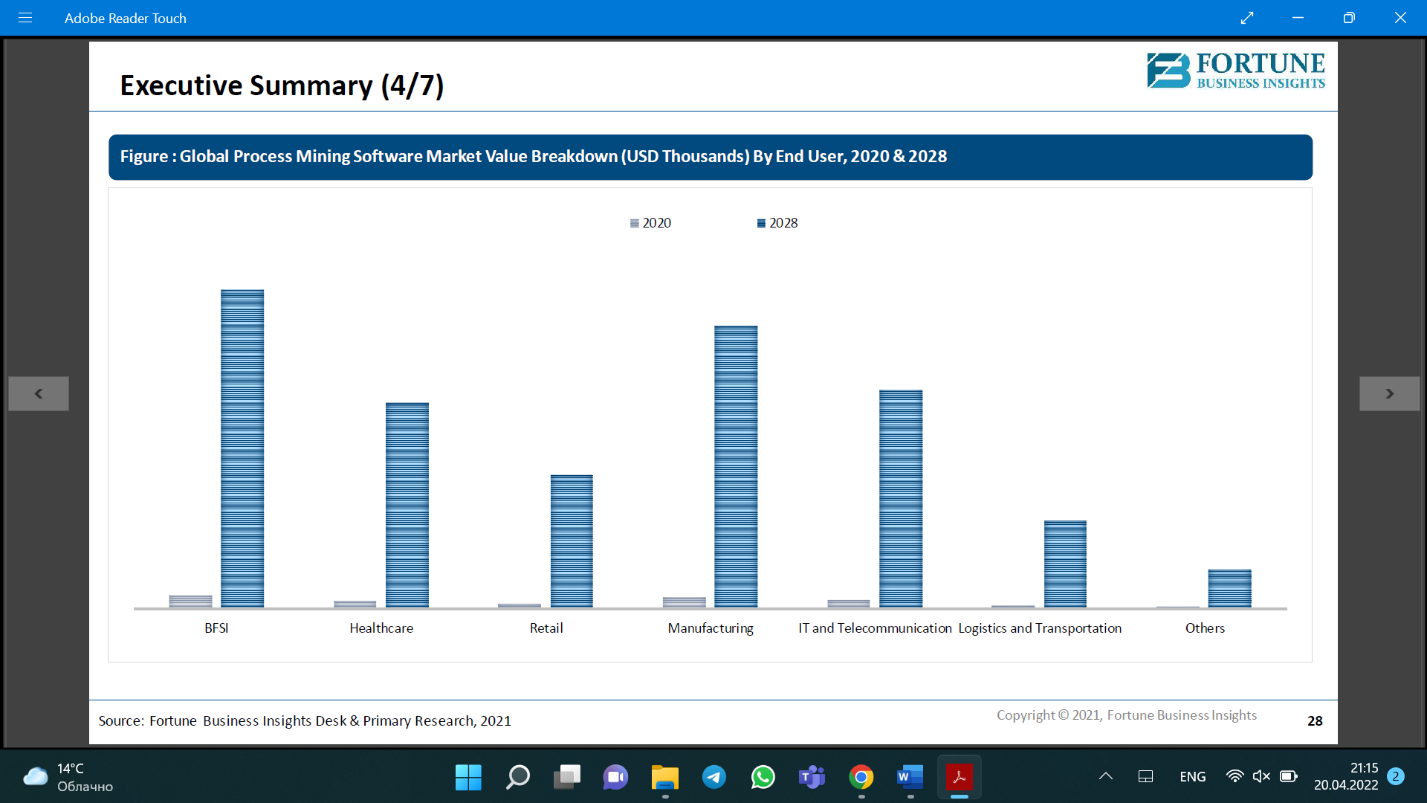 Adobe Reader Touch
Executive Summary (4/7)
FORTUNE
BUSINESS INSIGHTS
Figure : Global Process Mining Software Market Value Breakdown (USD Thousands) By End User, 2020 & 2028
2020 2028
BFSI Healthcare Retail Manufacturing IT and Telecommunication Logistics and Transportation Others
Source: Fortune Business Insights Desk & Primary Research, 2021
Copyright © 2021, Fortune Business Insights
28
14°C
Облачно
ENG
21:15
20.04.2022
2